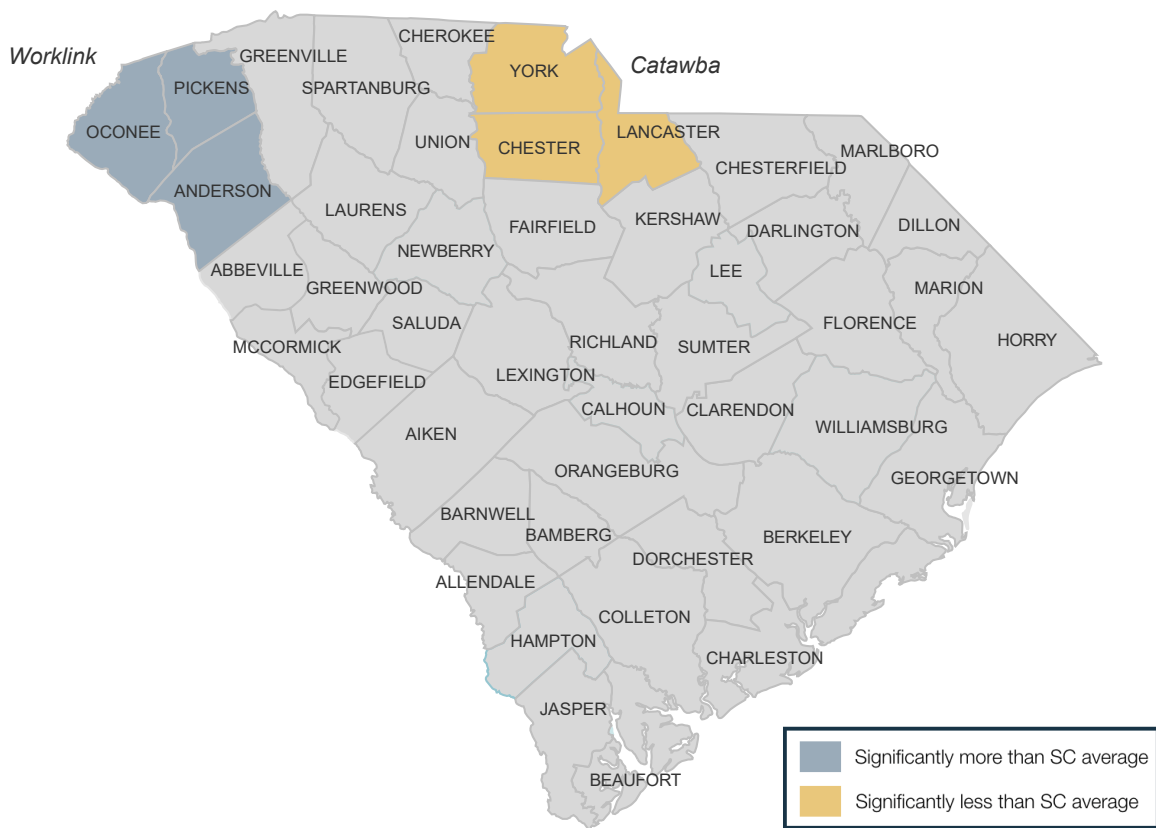 CHEROKEE
Worklink
GREENVILLE
Catawba
YORK
PICKENS
SPARTANBURG
OCONEE
LANCASTER
UNION
CHESTER
MARLBORO
CHESTERFIELD
ANDERSON
LAURENS
KERSHAW
DILLON
FAIRFIELD
DARLINGTON
NEWBERRY
ABBEVILLE
LEE
GREENWOOD
MARION
SALUDA
FLORENCE
HORRY
RICHLAND
MCCORMICK
SUMTER
LEXINGTON
EDGEFIELD
CALHOUN
CLARENDON
AIKEN
WILLIAMSBURG
ORANGEBURG
GEORGETOWN
BARNWELL
BAMBERG
BERKELEY
DORCHESTER
ALLENDALE
COLLETON
HAMPTON
CHARLESTON
JASPER
BEAUFORT
Significantly more than SC average
Significantly less than SC average